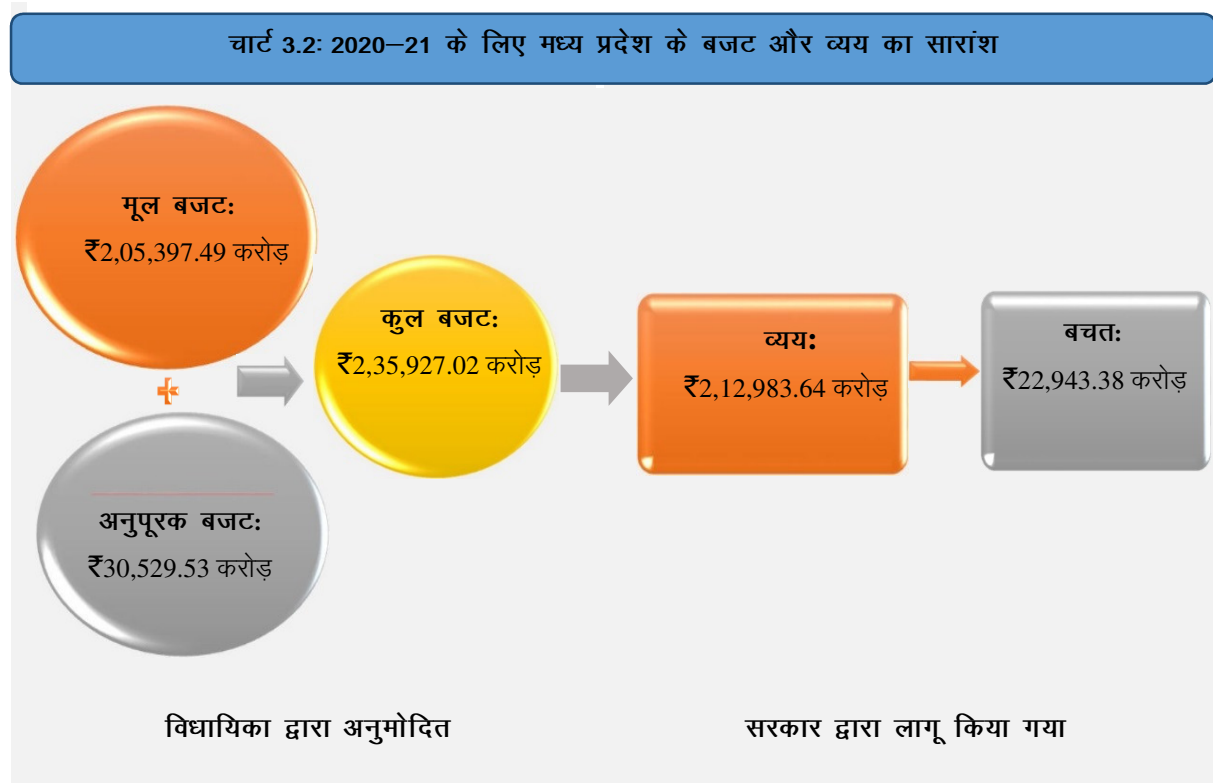 चार्ट 3.2: 2020–21 के लिए मध्य प्रदेश के बजट और व्यय का सारांश
मूल बजट:
₹2,05,397.49 करोड़
+
अनुपूरक बजट:
₹30,529.53 करोड़
कुल बजट:
₹2,35,927.02 करोड़
व्यय:
₹2,12,983.64 करोड़
बचत:
₹22,943.38 करोड़
विधायिका द्वारा अनुमोदित
सरकार द्वारा लागू किया गया